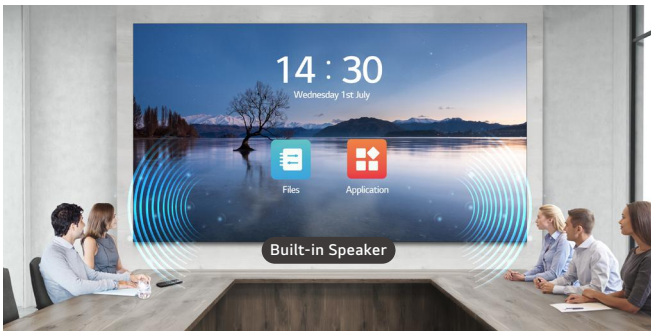 14 : 30
Wednesday 1st July
Files
Application
Built-in Speaker